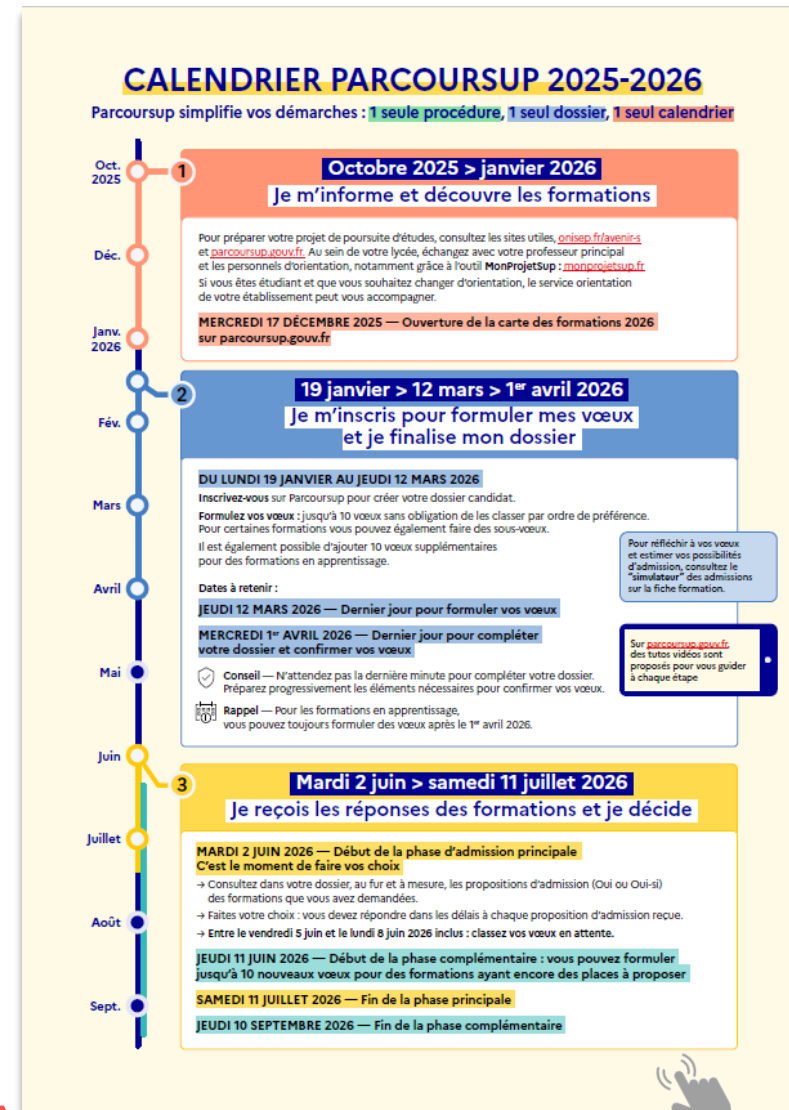 CALENDRIER PARCOURSUP 2025-2026
Parcoursup simplifie vos démarches : 1 seule procédure, 1 seul dossier, 1 seul calendrier
Oct.
2025
Déc.
Janv.
2026
Fév.
Mars
Avril
Mai
Juin
Juillet
Août
Sept.
1
Octobre 2025 > janvier 2026
Je m’informe et découvre les formations
Pour préparer votre projet de poursuite d’études, consultez les sites utiles, onisep.fr/avenir-s
et parcoursup.gouv.fr. Au sein de votre lycée, échangez avec votre professeur principal
et les personnels d’orientation, notamment grâce à l’outil MonProjetSup : monprojetsup.fr
Si vous êtes étudiant et que vous souhaitez changer d’orientation, le service orientation
de votre établissement peut vous accompagner.
MERCREDI 17 DÉCEMBRE 2025 — Ouverture de la carte des formations 2026
sur parcoursup.gouv.fr
2
19 janvier > 12 mars > 1er avril 2026
Je m’inscris pour formuler mes vœux
et je finalise mon dossier
DU LUNDI 19 JANVIER AU JEUDI 12 MARS 2026
Inscrivez-vous sur Parcoursup pour créer votre dossier candidat.
Formulez vos vœux : jusqu’à 10 vœux sans obligation de les classer par ordre de préférence.
Pour certaines formations vous pouvez également faire des sous-vœux.
Il est également possible d’ajouter 10 vœux supplémentaires
pour des formations en apprentissage.
Dates à retenir :
JEUDI 12 MARS 2026 — Dernier jour pour formuler vos vœux
MERCREDI 1er AVRIL 2026 — Dernier jour pour compléter
votre dossier et confirmer vos vœux
Conseil — N’attendez pas la dernière minute pour compléter votre dossier.
Préparez progressivement les éléments nécessaires pour confirmer vos vœux.
Rappel — Pour les formations en apprentissage,
vous pouvez toujours formuler des vœux après le 1er avril 2026.
Pour réfléchir à vos vœux
et estimer vos possibilités
d’admission, consultez le
“simulateur” des admissions
sur la fiche formation.
Sur parcoursup.gouv.fr,
des tutos vidéos sont
proposés pour vous guider
à chaque étape
3
Mardi 2 juin > samedi 11 juillet 2026
Je reçois les réponses des formations et je décide
MARDI 2 JUIN 2026 — Début de la phase d’admission principale
C’est le moment de faire vos choix
→ Consultez dans votre dossier, au fur et à mesure, les propositions d’admission (Oui ou Oui-si)
des formations que vous avez demandées.
→ Faites votre choix : vous devez répondre dans les délais à chaque proposition d’admission reçue.
→ Entre le vendredi 5 juin et le lundi 8 juin 2026 inclus : classez vos vœux en attente.
JEUDI 11 JUIN 2026 — Début de la phase complémentaire : vous pouvez formuler
jusqu’à 10 nouveaux vœux pour des formations ayant encore des places à proposer
SAMEDI 11 JUILLET 2026 — Fin de la phase principale
JEUDI 10 SEPTEMBRE 2026 — Fin de la phase complémentaire